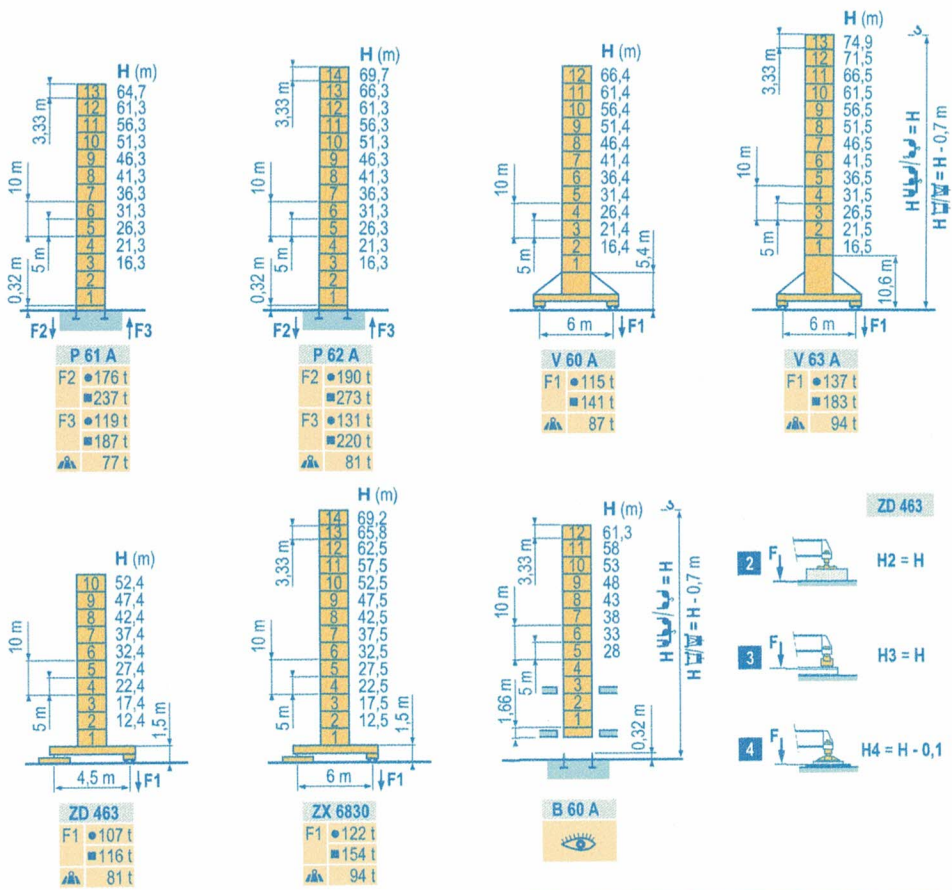 H (m)
13 64,7
12 61,3
11 56,3
10 51,3
9 46,3
8 41,3
7 36,3
6 31,3
5 26,3
4 21,3
3 16,3
2
1
3,33 m
10 m
5 m
0,32 m
F2 F3
P 61 A
F2 ●176 t
■237 t
F3 ●119 t
■187 t
77 t
H (m)
14 69,7
13 66,3
12 61,3
11 56,3
10 51,3
9 46,3
8 41,3
7 36,3
6 31,3
5 26,3
4 21,3
3 16,3
2
1
3,33 m
10 m
5 m
0,32 m
F2 F3
P 62 A
F2 ●190 t
■273 t
F3 ●131 t
■220 t
81 t
H (m)
12 66,4
11 61,4
10 56,4
9 51,4
8 46,4
7 41,4
6 36,4
5 31,4
4 26,4
3 21,4
2 16,4
1
10 m
5 m
5,4 m
6 m F1
V 60 A
F1 ●115 t
■141 t
87 t
H (m)
13 74,9
12 71,5
11 66,5
10 61,5
9 56,5
8 51,5
7 46,5
6 41,5
5 36,5
4 31,5
3 26,5
2 21,5
1 16,5
3,33 m
10 m
5 m
10,6 m
H = H
H = H - 0,7 m
6 m F1
V 63 A
F1 ●137 t
■183 t
94 t
H (m)
10 52,4
9 47,4
8 42,4
7 37,4
6 32,4
5 27,4
4 22,4
3 17,4
2 12,4
1
10 m
5 m
1,5 m
4,5 m F1
ZD 463
F1 ●107 t
■116 t
81 t
H (m)
14 69,2
13 65,8
12 62,5
11 57,5
10 52,5
9 47,5
8 42,5
7 37,5
6 32,5
5 27,5
4 22,5
3 17,5
2 12,5
1
3,33 m
10 m
5 m
1,5 m
6 m F1
ZX 6830
F1 ●122 t
■154 t
94 t
H (m)
12 61,3
11 58
10 53
9 48
8 43
7 38
6 33
5 28
4
3
2
1
3,33 m
10 m
5 m
1,66 m
0,32 m
H = H
H = H - 0,7 m
B 60 A
ZD 463
2 F H2 = H
3 F H3 = H
4 F H4 = H - 0,1